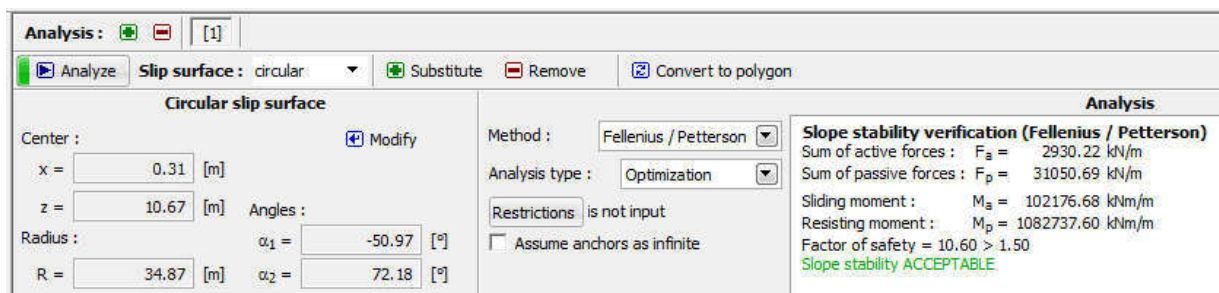 Analysis : [1]
Analyze Slip surface : circular Substitute Remove Convert to polygon
Circular slip surface
Center :
Modify
x = 0.31 [m]
z = 10.67 [m]
Angles :
Radius :
α1 = -50.97 [°]
R = 34.87 [m]
α2 = 72.18 [°]
Method : Fellenius / Petterson
Analysis type : Optimization
Restrictions is not input
Assume anchors as infinite
Analysis
Slope stability verification (Fellenius / Petterson)
Sum of active forces : Fa = 2930.22 kN/m
Sum of passive forces : Fp = 31050.69 kN/m
Sliding moment : Ma = 102176.68 kNm/m
Resisting moment : Mp = 1082737.60 kNm/m
Factor of safety = 10.60 > 1.50
Slope stability ACCEPTABLE